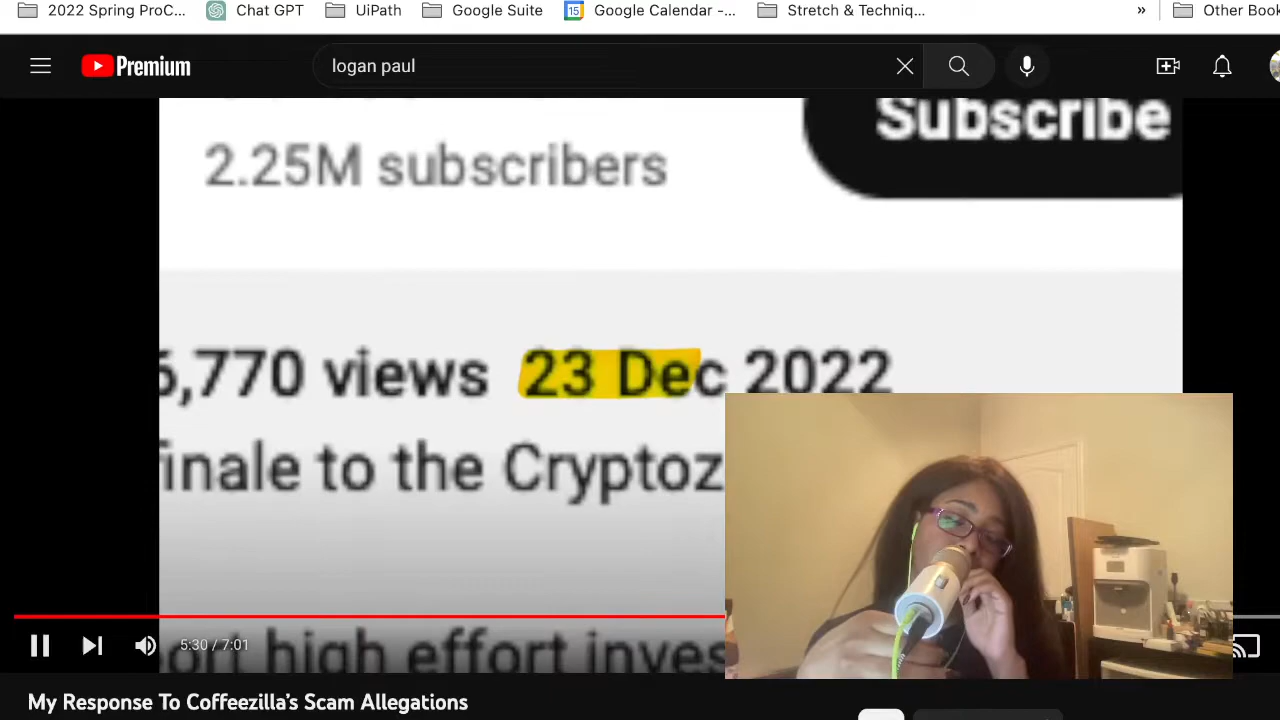 2022 Spring ProC... Chat GPT UiPath Google Suite 15 Google Calendar -... Stretch & Techniq... » Other Book
Premium logan paul
Subscribe
2.25M subscribers
6,770 views 23 Dec 2022
inale to the Cryptoz
high effort inves
5:30 / 7:01
My Response To Coffeezilla's Scam Allegations